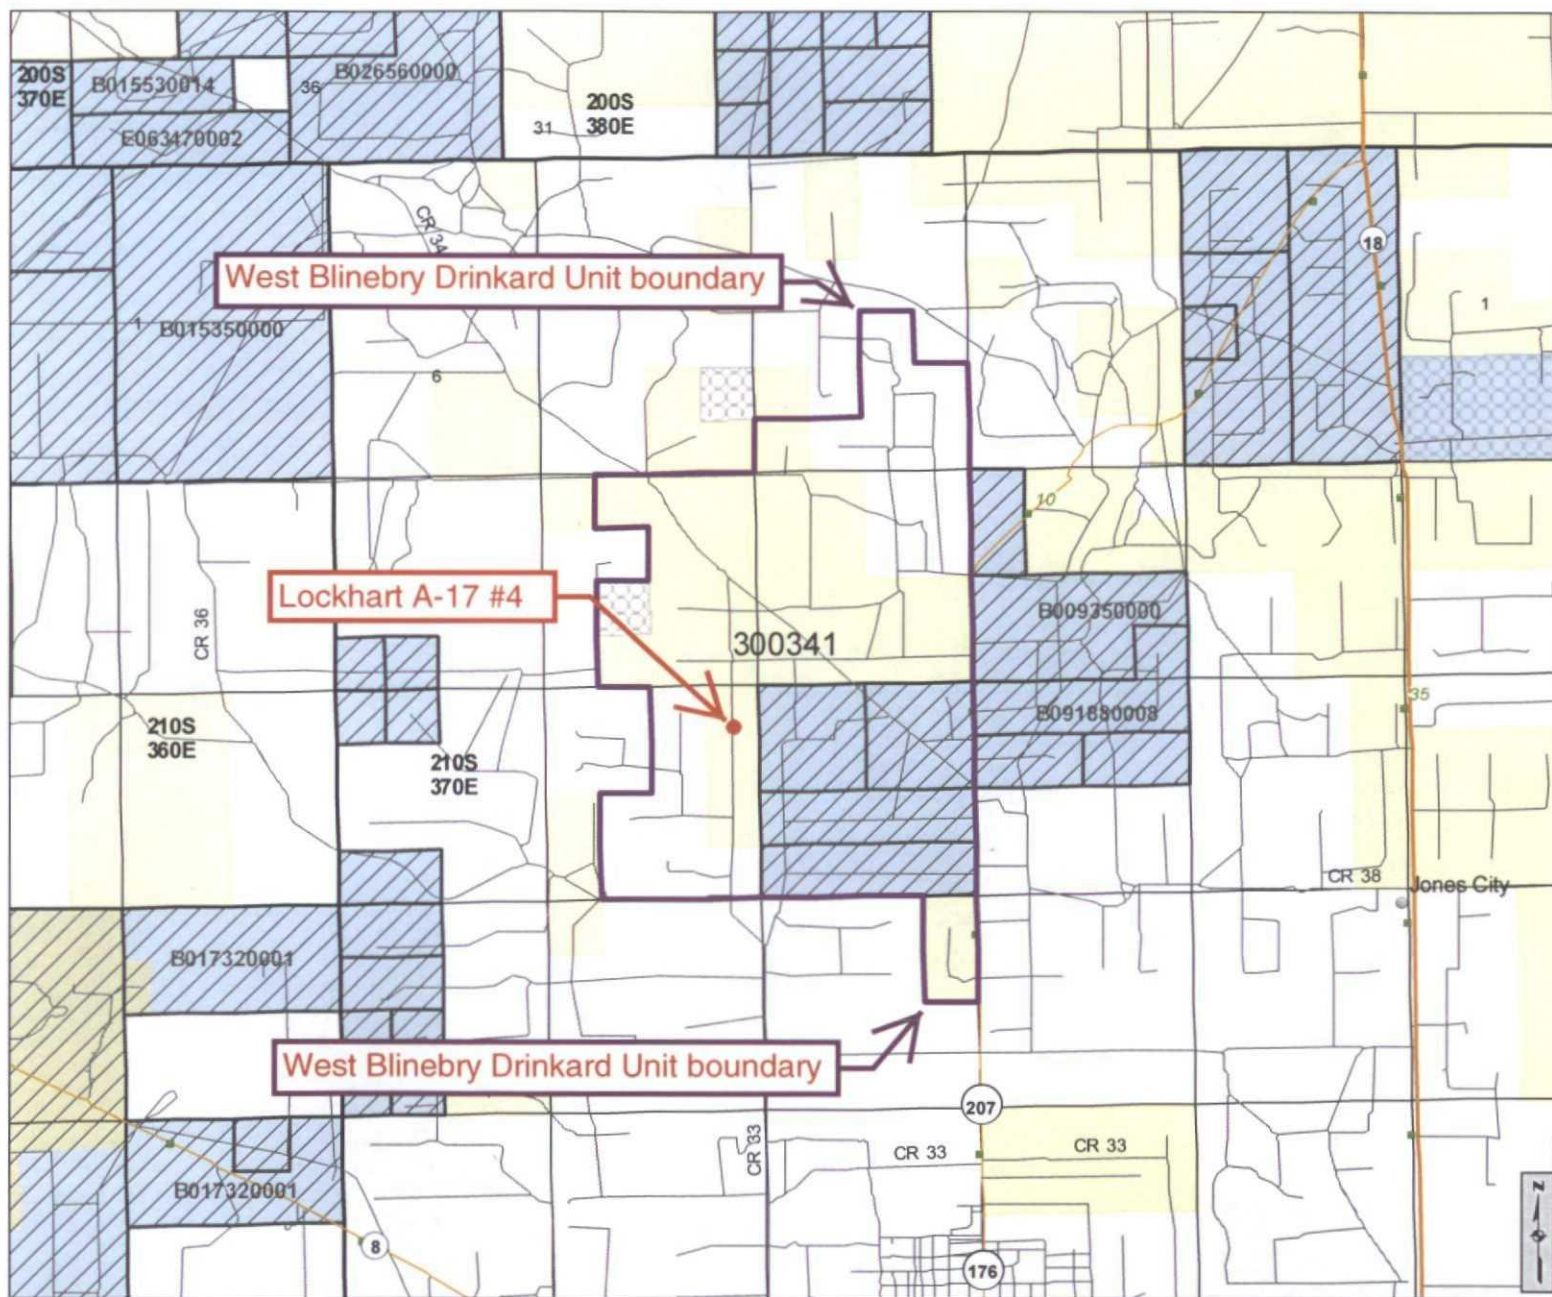 200S
370E
B015530014
36
B026560000
E063470002
31
200S
380E
CR 34
18
West Blinebry Drinkard Unit boundary
1
B015350000
1
6
10
Lockhart A-17 #4
CR 36
300341
B009350000
B091880008
35
210S
360E
210S
370E
CR 38
Jones City
B017320001
West Blinebry Drinkard Unit boundary
207
CR 33
CR 33
CR 33
B017320001
8
176
N